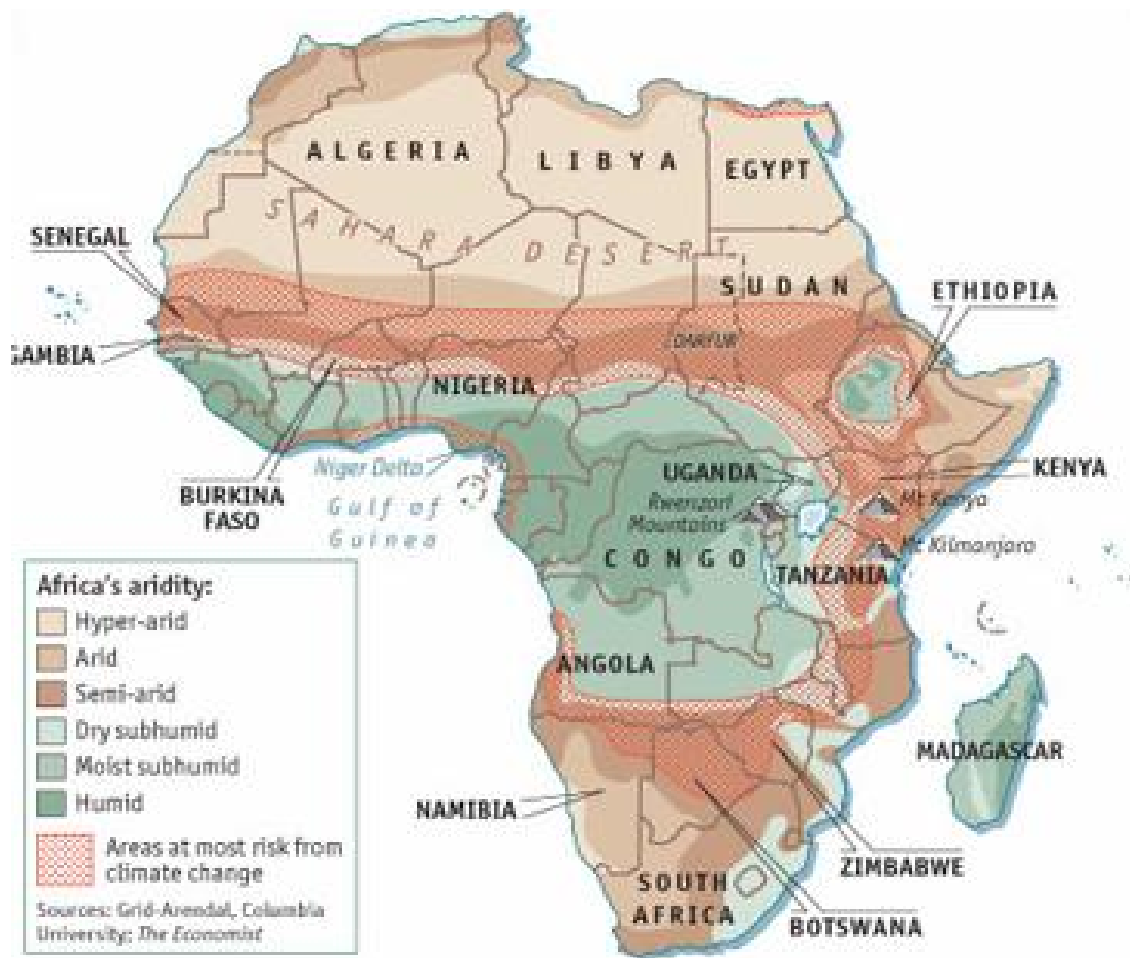 ALGERIA
LIBYA
EGYPT
SAHARA DESERT
SENEGAL
SUDAN
ETHIOPIA
DARFUR
GAMBIA
NIGERIA
UGANDA
KENYA
Niger Delta
BURKINA
FASO
Gulf of
Guinea
Rwenzori
Mountains
Mt Kenya
Mt Kilmanjaro
CONGO
TANZANIA
ANGOLA
MADAGASCAR
NAMIBIA
ZIMBABWE
SOUTH
AFRICA
BOTSWANA
Africa's aridity:
Hyper-arid
Arid
Semi-arid
Dry subhumid
Moist subhumid
Humid
Areas at most risk from
climate change
Sources: Grid-Arendal, Columbia
University; The Economist